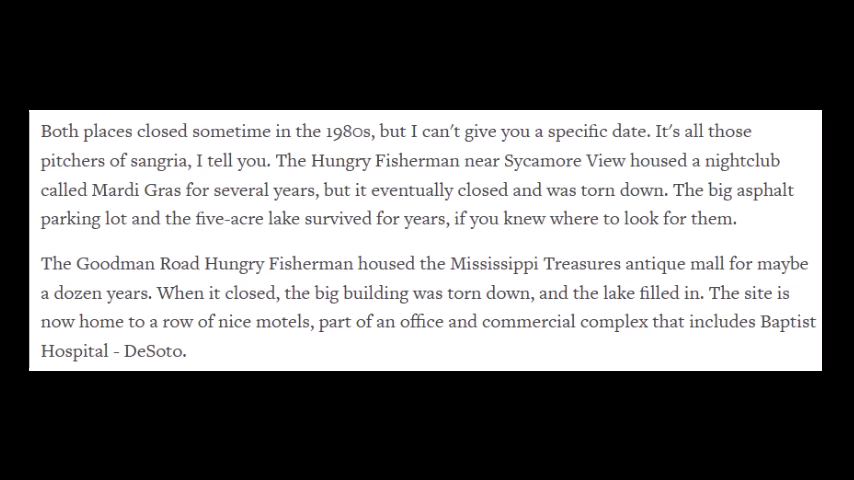 Both places closed sometime in the 1980s, but I can't give you a specific date. It's all those
pitchers of sangria, I tell you. The Hungry Fisherman near Sycamore View housed a nightclub
called Mardi Gras for several years, but it eventually closed and was torn down. The big asphalt
parking lot and the five-acre lake survived for years, if you knew where to look for them.
The Goodman Road Hungry Fisherman housed the Mississippi Treasures antique mall for maybe
a dozen years. When it closed, the big building was torn down, and the lake filled in. The site is
now home to a row of nice motels, part of an office and commercial complex that includes Baptist
Hospital - DeSoto.